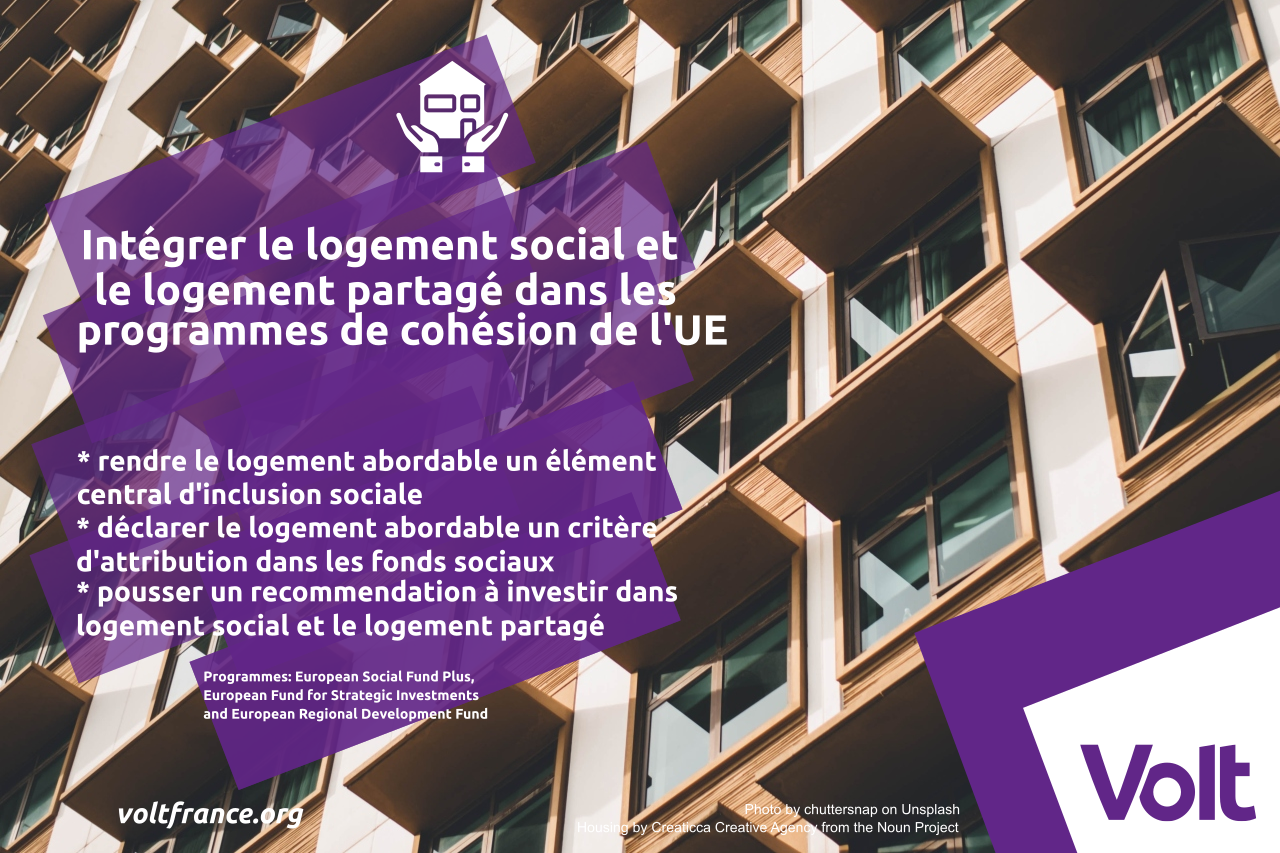 Intégrer le logement social et
le logement partagé dans les
programmes de cohésion de l'UE
* rendre le logement abordable un élément
central d'inclusion sociale
* déclarer le logement abordable un critère
d'attribution dans les fonds sociaux
* pousser un recommendation à investir dans
logement social et le logement partagé
Programmes: European Social Fund Plus,
European Fund for Strategic Investments
and European Regional Development Fund
voltfrance.org
Photo by chuttersnap on Unsplash
Housing by Creaticca Creative Agency from the Noun Project
Volt